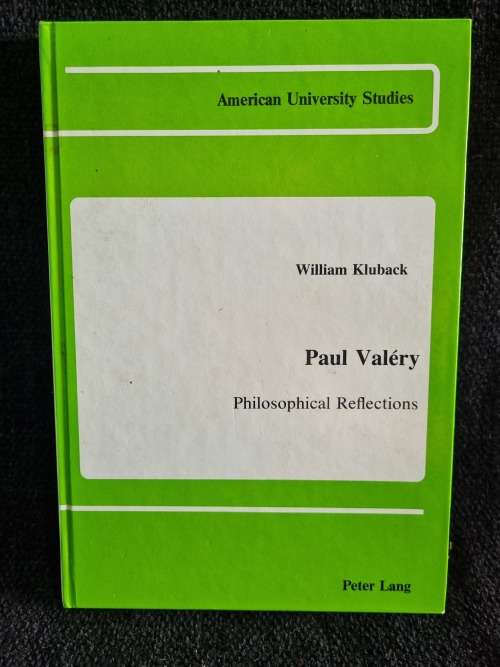 American University Studies
William Kluback
Paul Valéry
Philosophical Reflections
Peter Lang